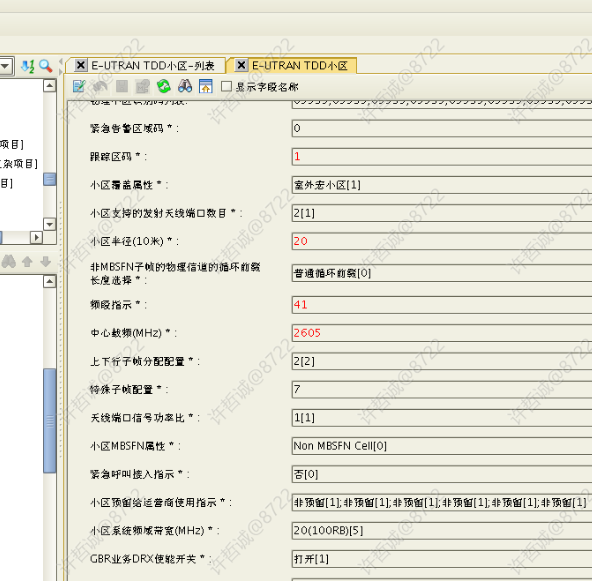 E-UTRAN TDD小区-列表
E-UTRAN TDD小区
显示字段名称
紧急告警区域码 * :
0
项目]
跟踪区码 * :
1
杂项目]
目]
小区覆盖属性 * :
室外宏小区[1]
小区支持的发射天线端口数目 * :
2[1]
小区半径(10米) * :
20
非MBSFN子帧的物理信道的循环前缀
长度选择 * :
普通循环前缀[0]
频段指示 * :
41
中心载频(MHz) * :
2605
上下行子帧分配配置 * :
2[2]
特殊子帧配置 * :
7
天线端口信号功率比 * :
1[1]
小区MBSFN属性 * :
Non MBSFN Cell[0]
紧急呼叫接入指示 * :
否[0]
小区预留给运营商使用指示 * :
非预留[1];非预留[1];非预留[1];非预留[1];非预留[1];非预留[1]
小区系统频域带宽(MHz) * :
20(100RB)[5]
GBR业务DRX使能开关 * :
打开[1]
许哲诚@8722